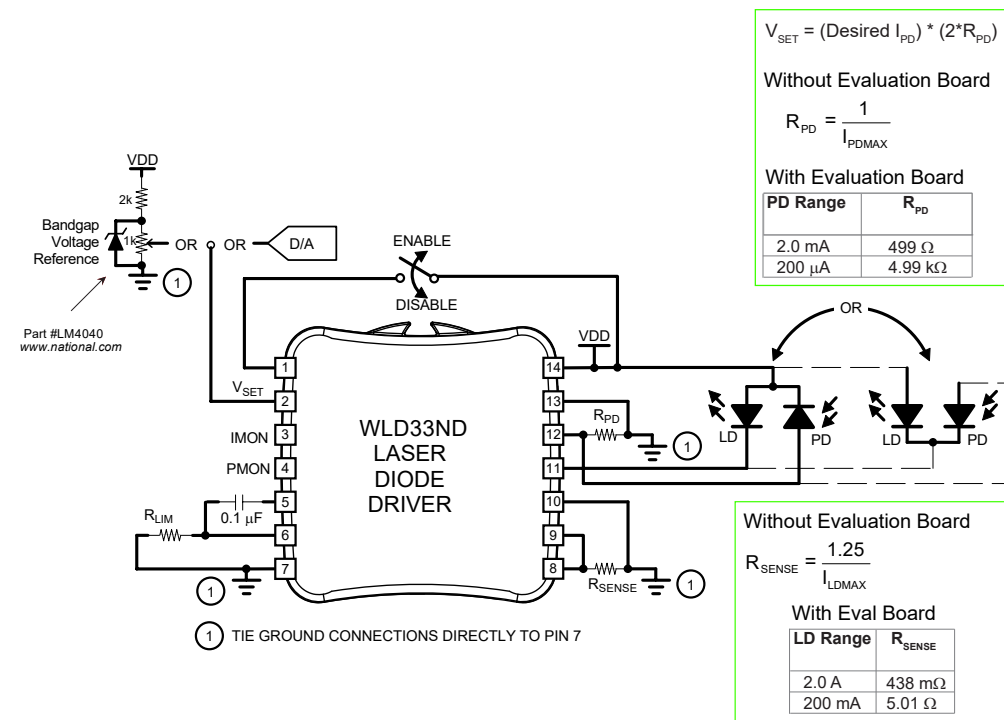 V_SET = (Desired I_PD) * (2*R_PD)
Without Evaluation Board
R_PD = 1 / I_PDMAX
With Evaluation Board
PD Range R_PD
2.0 mA 499 Ω
200 μA 4.99 kΩ
VDD
2k
Bandgap
Voltage
Reference
1k
OR OR D/A
1
Part #LM4040
www.national.com
ENABLE
DISABLE
OR
VDD
1 14
V_SET 2 13
R_PD
IMON 3 12
1
PMON 4 11
5 10
0.1 μF
R_LIM
6 9
7 8
R_SENSE
1
1
WLD33ND
LASER
DIODE
DRIVER
LD PD
LD PD
1 TIE GROUND CONNECTIONS DIRECTLY TO PIN 7
Without Evaluation Board
R_SENSE = 1.25 / I_LDMAX
With Eval Board
LD Range R_SENSE
2.0 A 438 mΩ
200 mA 5.01 Ω